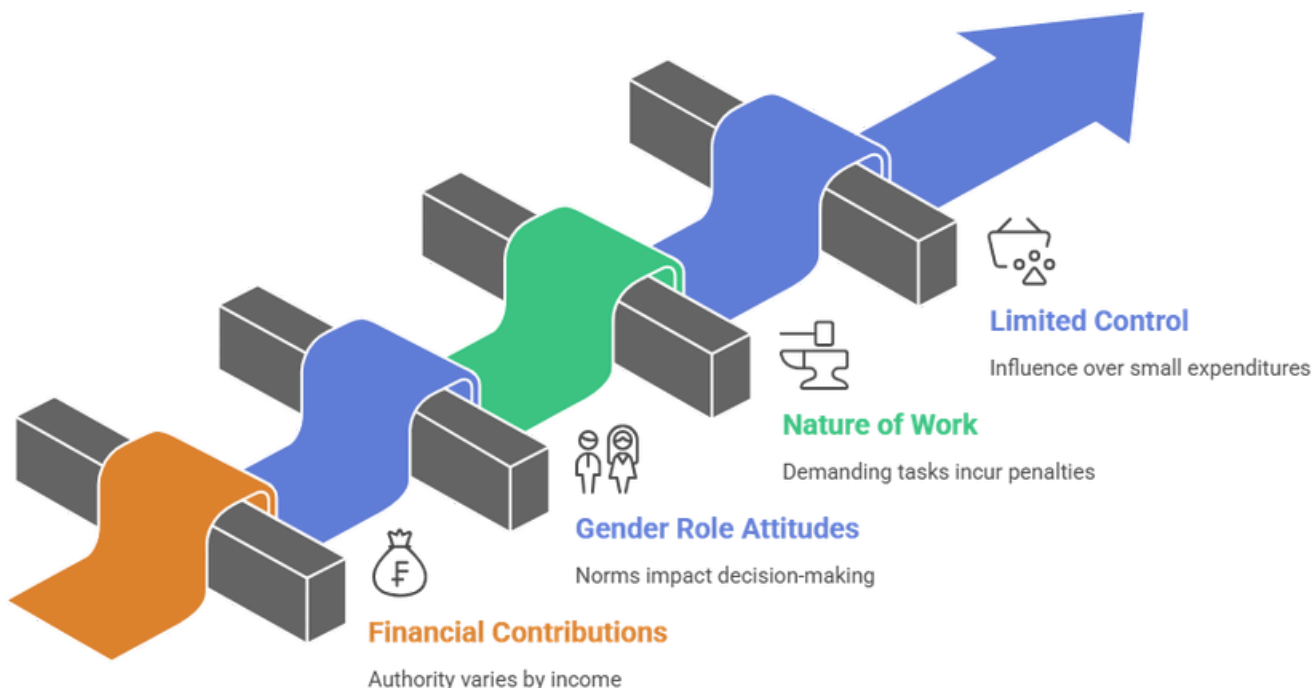 Limited Control
Influence over small expenditures
Nature of Work
Demanding tasks incur penalties
Gender Role Attitudes
Norms impact decision-making
Financial Contributions
Authority varies by income